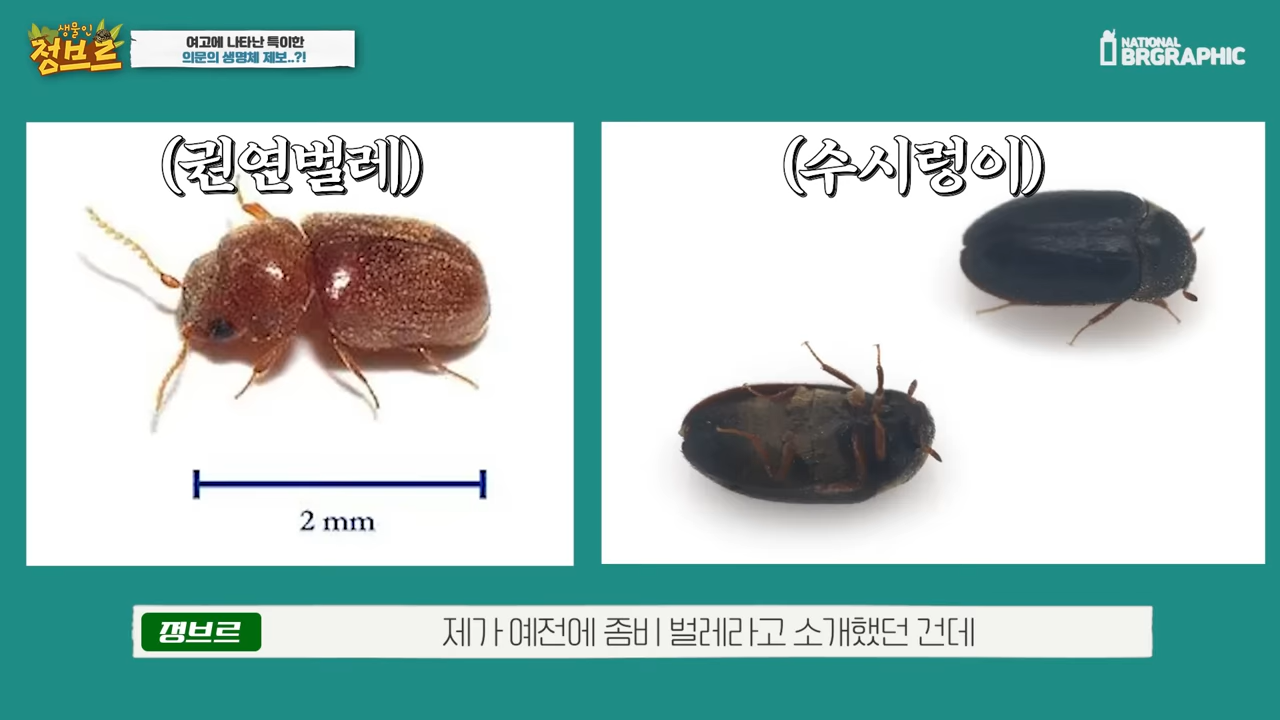 생물인
정브르
여고에 나타난 특이한
의문의 생명체 제보..?!
NATIONAL
BRGRAPHIC
(권연벌레)
(수시렁이)
2 mm
정브르
제가 예전에 좀비 벌레라고 소개했던 건데